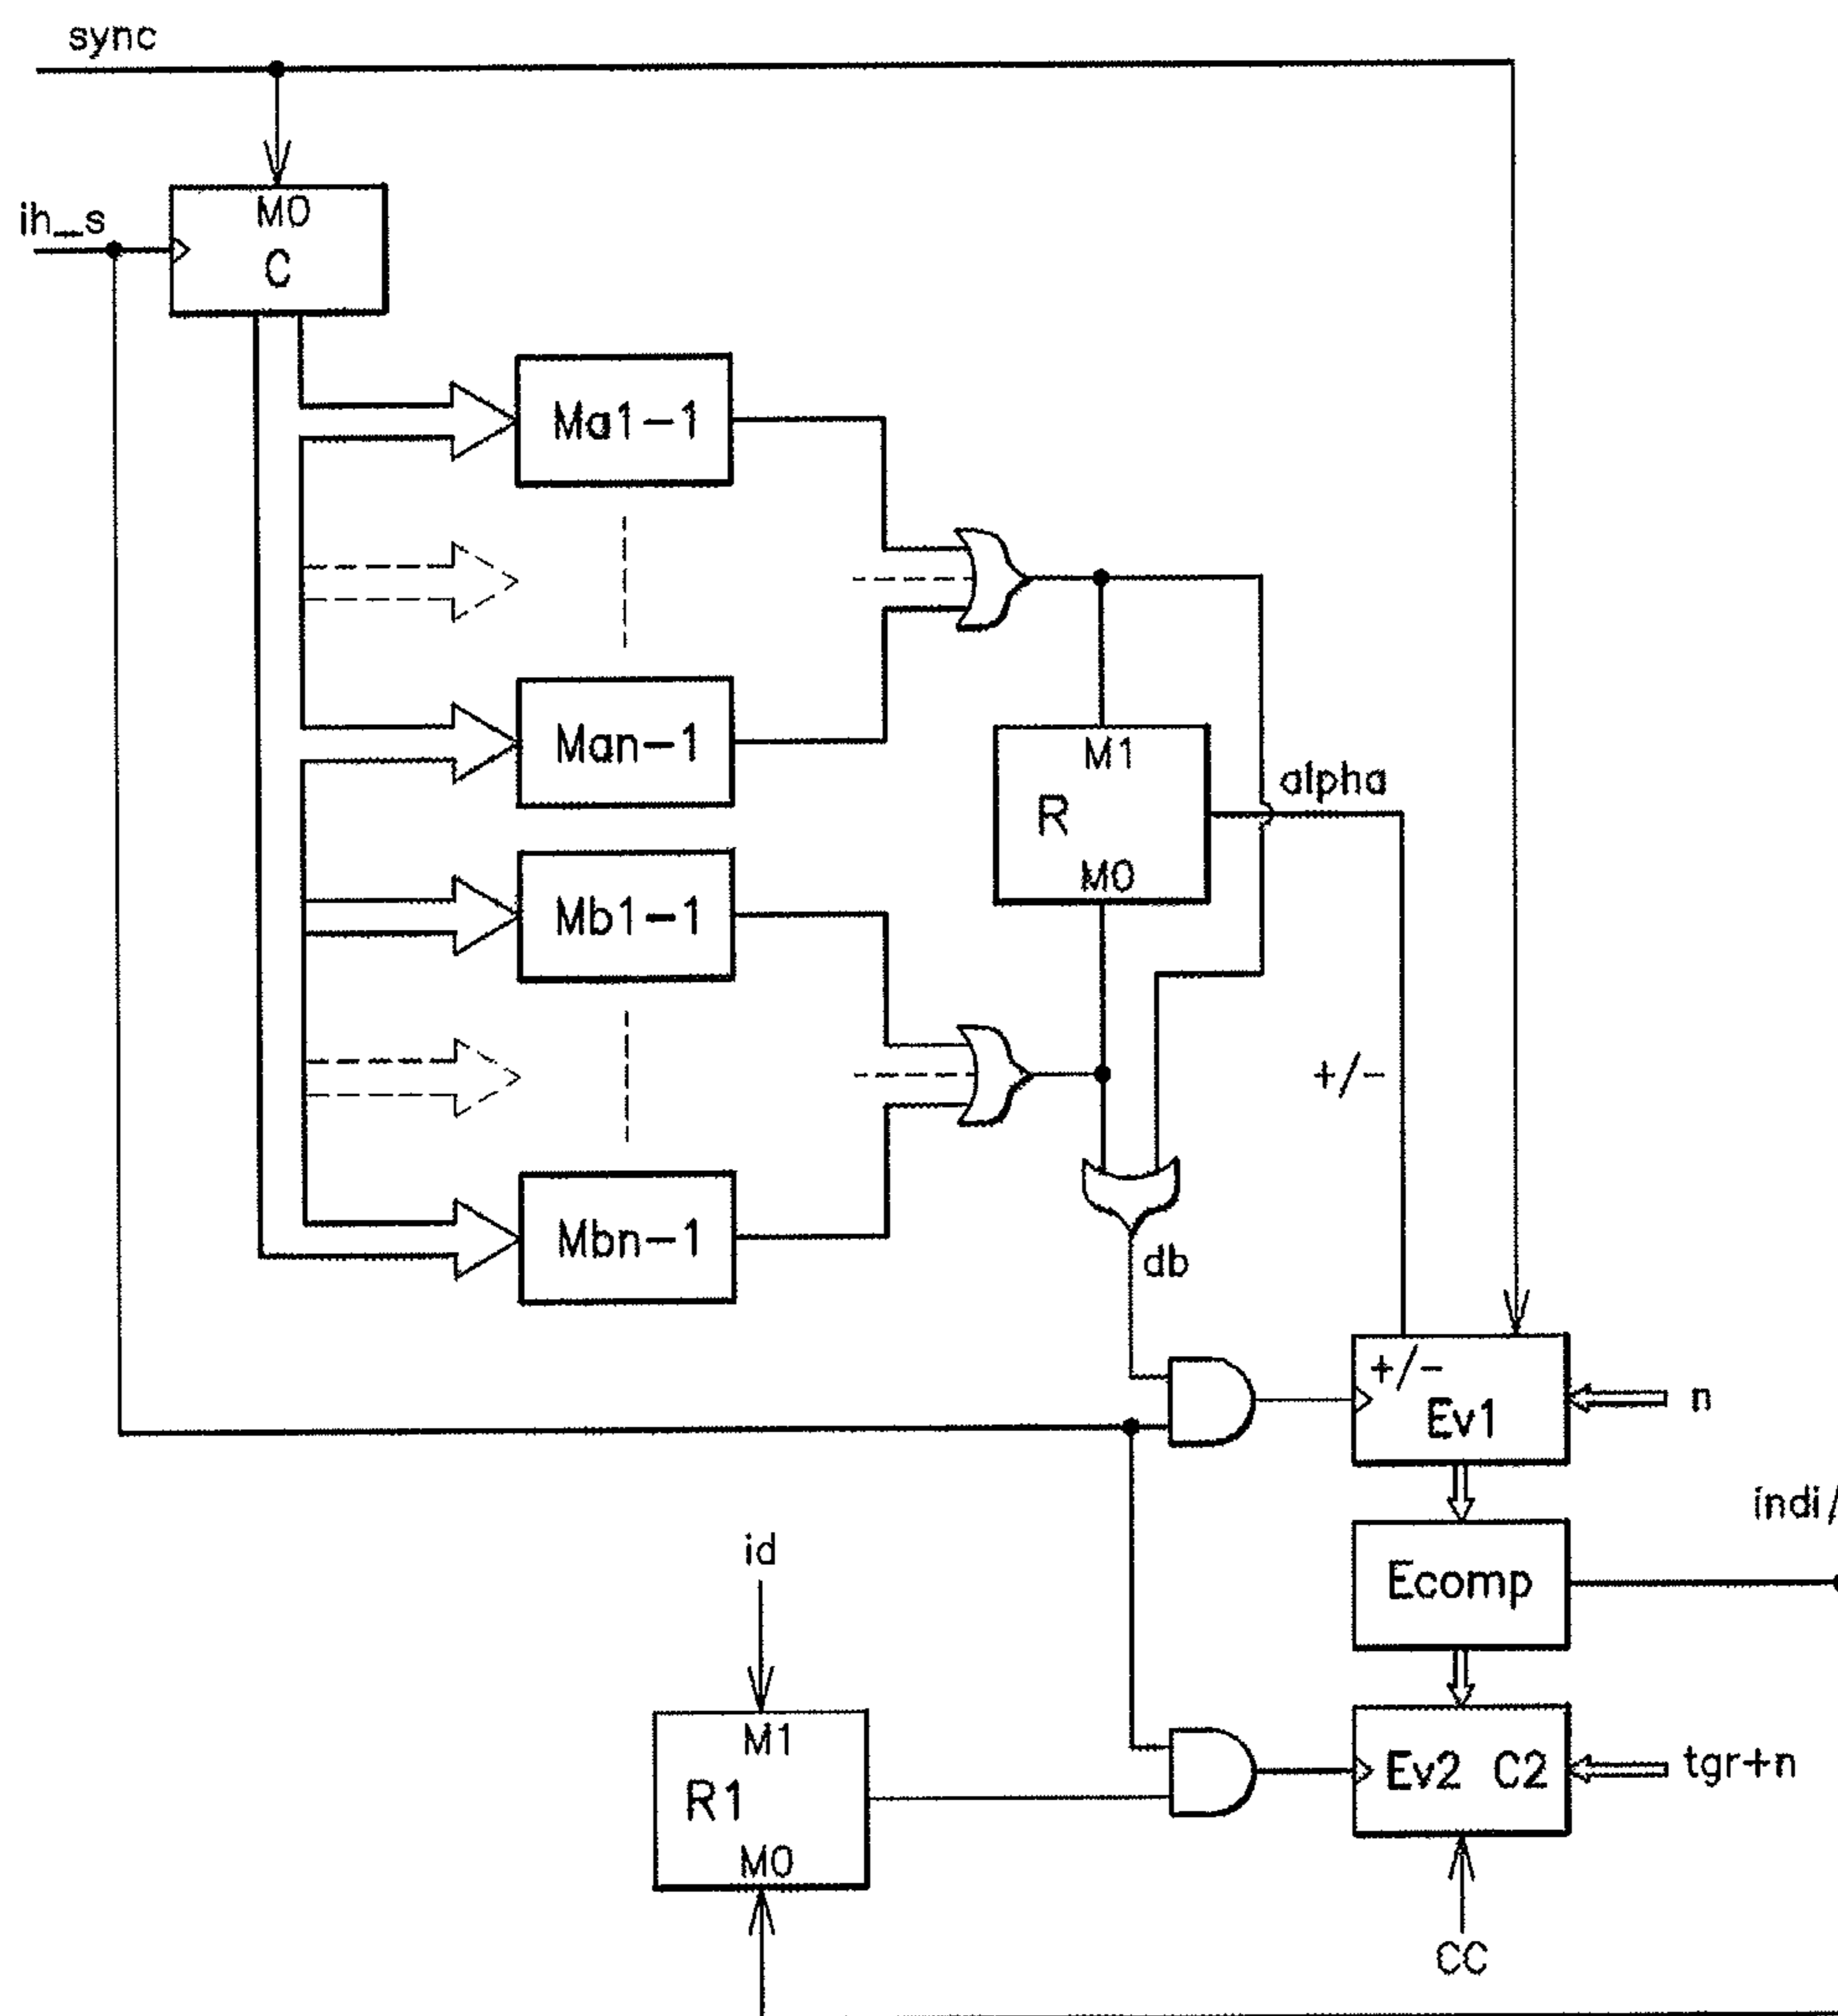 sync
ih_s
M0
C
Ma1-1
Man-1
M1
R
M0
alpha
Mb1-1
+/-
Mbn-1
db
+/-
Ev1
n
indi/
id
Ecomp
M1
R1
M0
Ev2 C2
tgr+n
CC